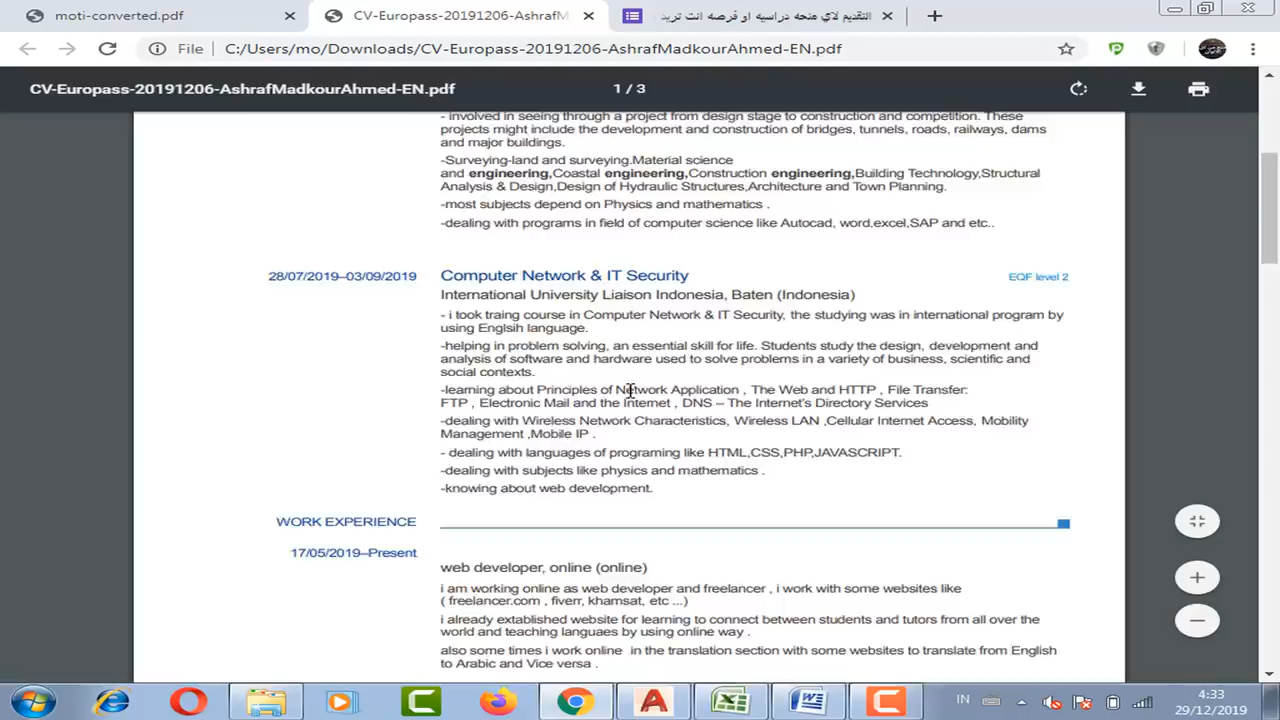 moti-converted.pdf
CV-Europass-20191206-AshrafM
التقديم لاي منحه دراسيه او فرصه انت تريد
File
C:/Users/mo/Downloads/CV-Europass-20191206-AshrafMadkourAhmed-EN.pdf
CV-Europass-20191206-AshrafMadkourAhmed-EN.pdf
1 / 3
- involved in seeing through a project from design stage to construction and competition. These
projects might include the development and construction of bridges, tunnels, roads, railways, dams
and major buildings.
-Surveying-land and surveying.Material science
and engineering,Coastal engineering,Construction engineering,Building Technology,Structural
Analysis & Design,Design of Hydraulic Structures,Architecture and Town Planning.
-most subjects depend on Physics and mathematics .
-dealing with programs in field of computer science like Autocad, word,excel,SAP and etc..
28/07/2019–03/09/2019
Computer Network & IT Security
EQF level 2
International University Liaison Indonesia, Baten (Indonesia)
- i took traing course in Computer Network & IT Security, the studying was in international program by
using Englsih language.
-helping in problem solving, an essential skill for life. Students study the design, development and
analysis of software and hardware used to solve problems in a variety of business, scientific and
social contexts.
-learning about Principles of Network Application , The Web and HTTP , File Transfer:
FTP , Electronic Mail and the Internet , DNS – The Internet's Directory Services
-dealing with Wireless Network Characteristics, Wireless LAN ,Cellular Internet Access, Mobility
Management ,Mobile IP .
- dealing with languages of programing like HTML,CSS,PHP,JAVASCRIPT.
-dealing with subjects like physics and mathematics .
-knowing about web development.
WORK EXPERIENCE
17/05/2019–Present
web developer, online (online)
i am working online as web developer and freelancer , i work with some websites like
( freelancer.com , fiverr, khamsat, etc ...)
i already extablished website for learning to connect between students and tutors from all over the
world and teaching languaes by using online way .
also some times i work online in the translation section with some websites to translate from English
to Arabic and Vice versa .
IN
4:33
29/12/2019